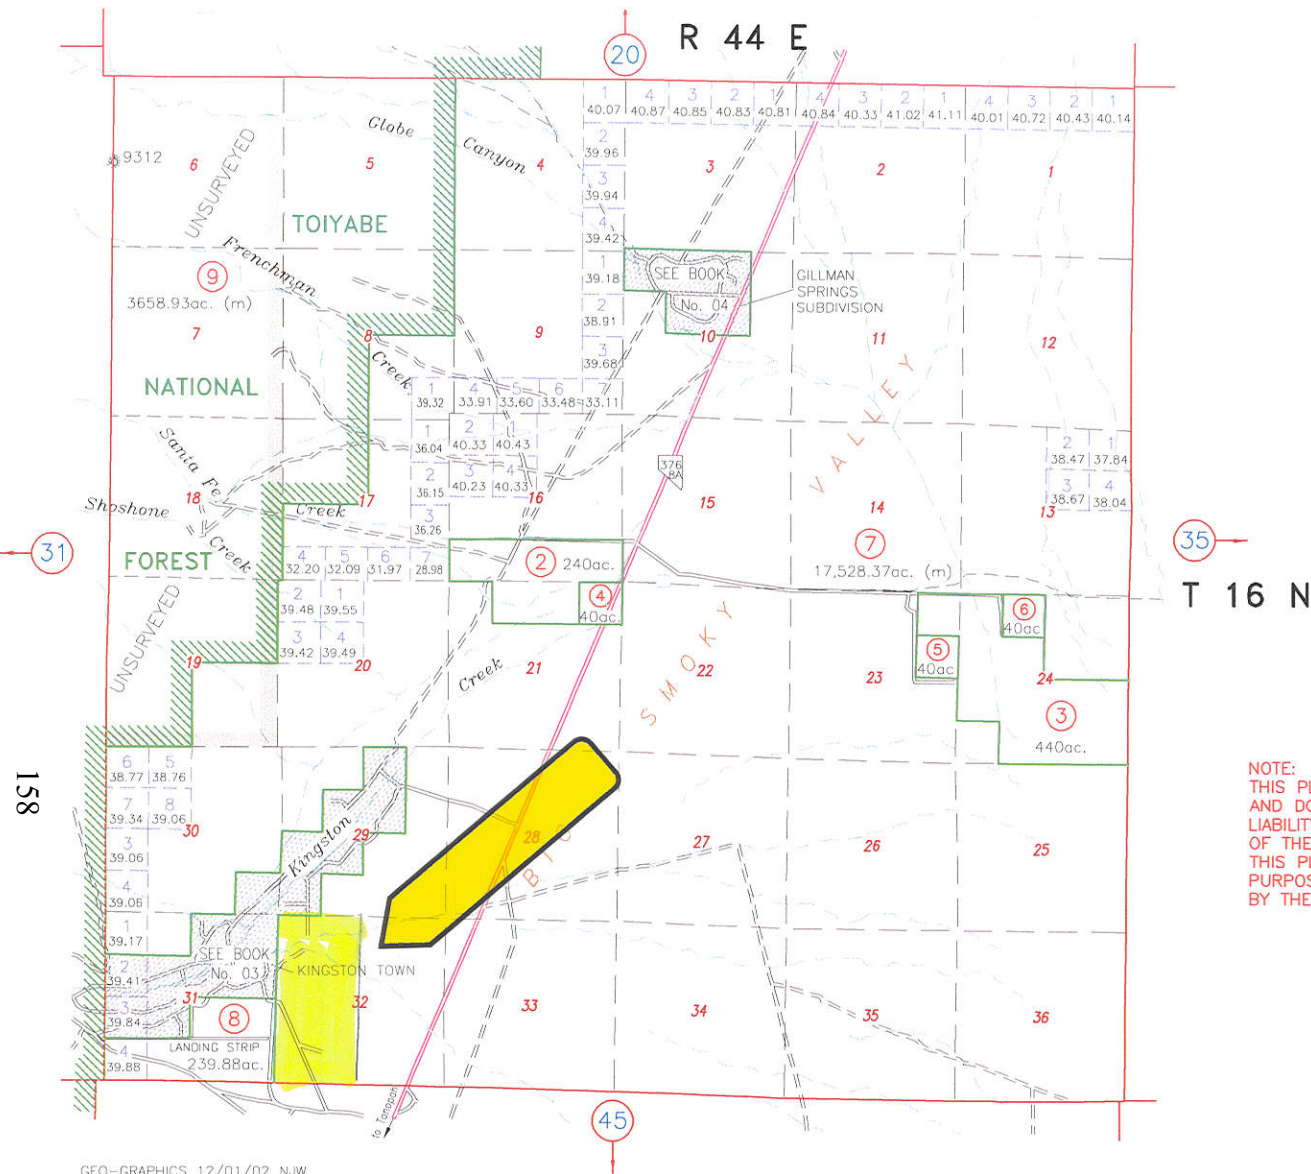 R 44 E
20
1 4 3 2 1 4 3 2 1 4 3 2 1
40.07 40.87 40.85 40.83 40.81 40.84 40.33 41.02 41.11 40.01 40.72 40.43 40.14
Globe
Canyon
9312
6
UNSURVEYED
5
4
3
2
1
2
39.96
3
39.94
4
39.42
TOIYABE
Frenchman
Creek
9
3658.93ac. (m)
1
39.18
SEE BOOK
No. 04
GILLMAN
SPRINGS
SUBDIVISION
2
38.91
7
8
9
10
11
12
3
39.68
NATIONAL
1 4 5 6 7
39.32 33.91 33.60 33.48 33.11
1 2
36.04 40.33 40.43
2 3 4
36.15 40.23 40.33
3
36.26
376
8A
VALLEY
2 1
38.47 37.84
3 4
38.67 38.04
Santa Fe
Creek
18
17
16
15
14
13
Shoshone
Creek
31
FOREST
4 5 6 7
32.20 32.09 31.97 28.98
2 240ac.
7
17,528.37ac. (m)
35
T 16 N
UNSURVEYED
2 1
39.48 39.55
3 4
39.42 39.49
4
40ac.
6
40ac
5
40ac
19
20
21
22
23
24
Creek
SMOKY
3
440ac.
6 5
38.77 38.76
7 8
39.34 39.06
3
39.06
4
39.06
30
29
28
27
26
25
Kingston
BIG
158
NOTE:
THIS PL
AND DO
LIABILIT
OF THE
THIS PL
PURPOS
BY THE
1
39.17
2
39.41
3
39.84
4
39.88
SEE BOOK
No. 03
KINGSTON TOWN
31
32
33
34
35
36
8
LANDING STRIP
239.88ac.
to Tonopah
45
GEO-GRAPHICS 12/01/02 NJW